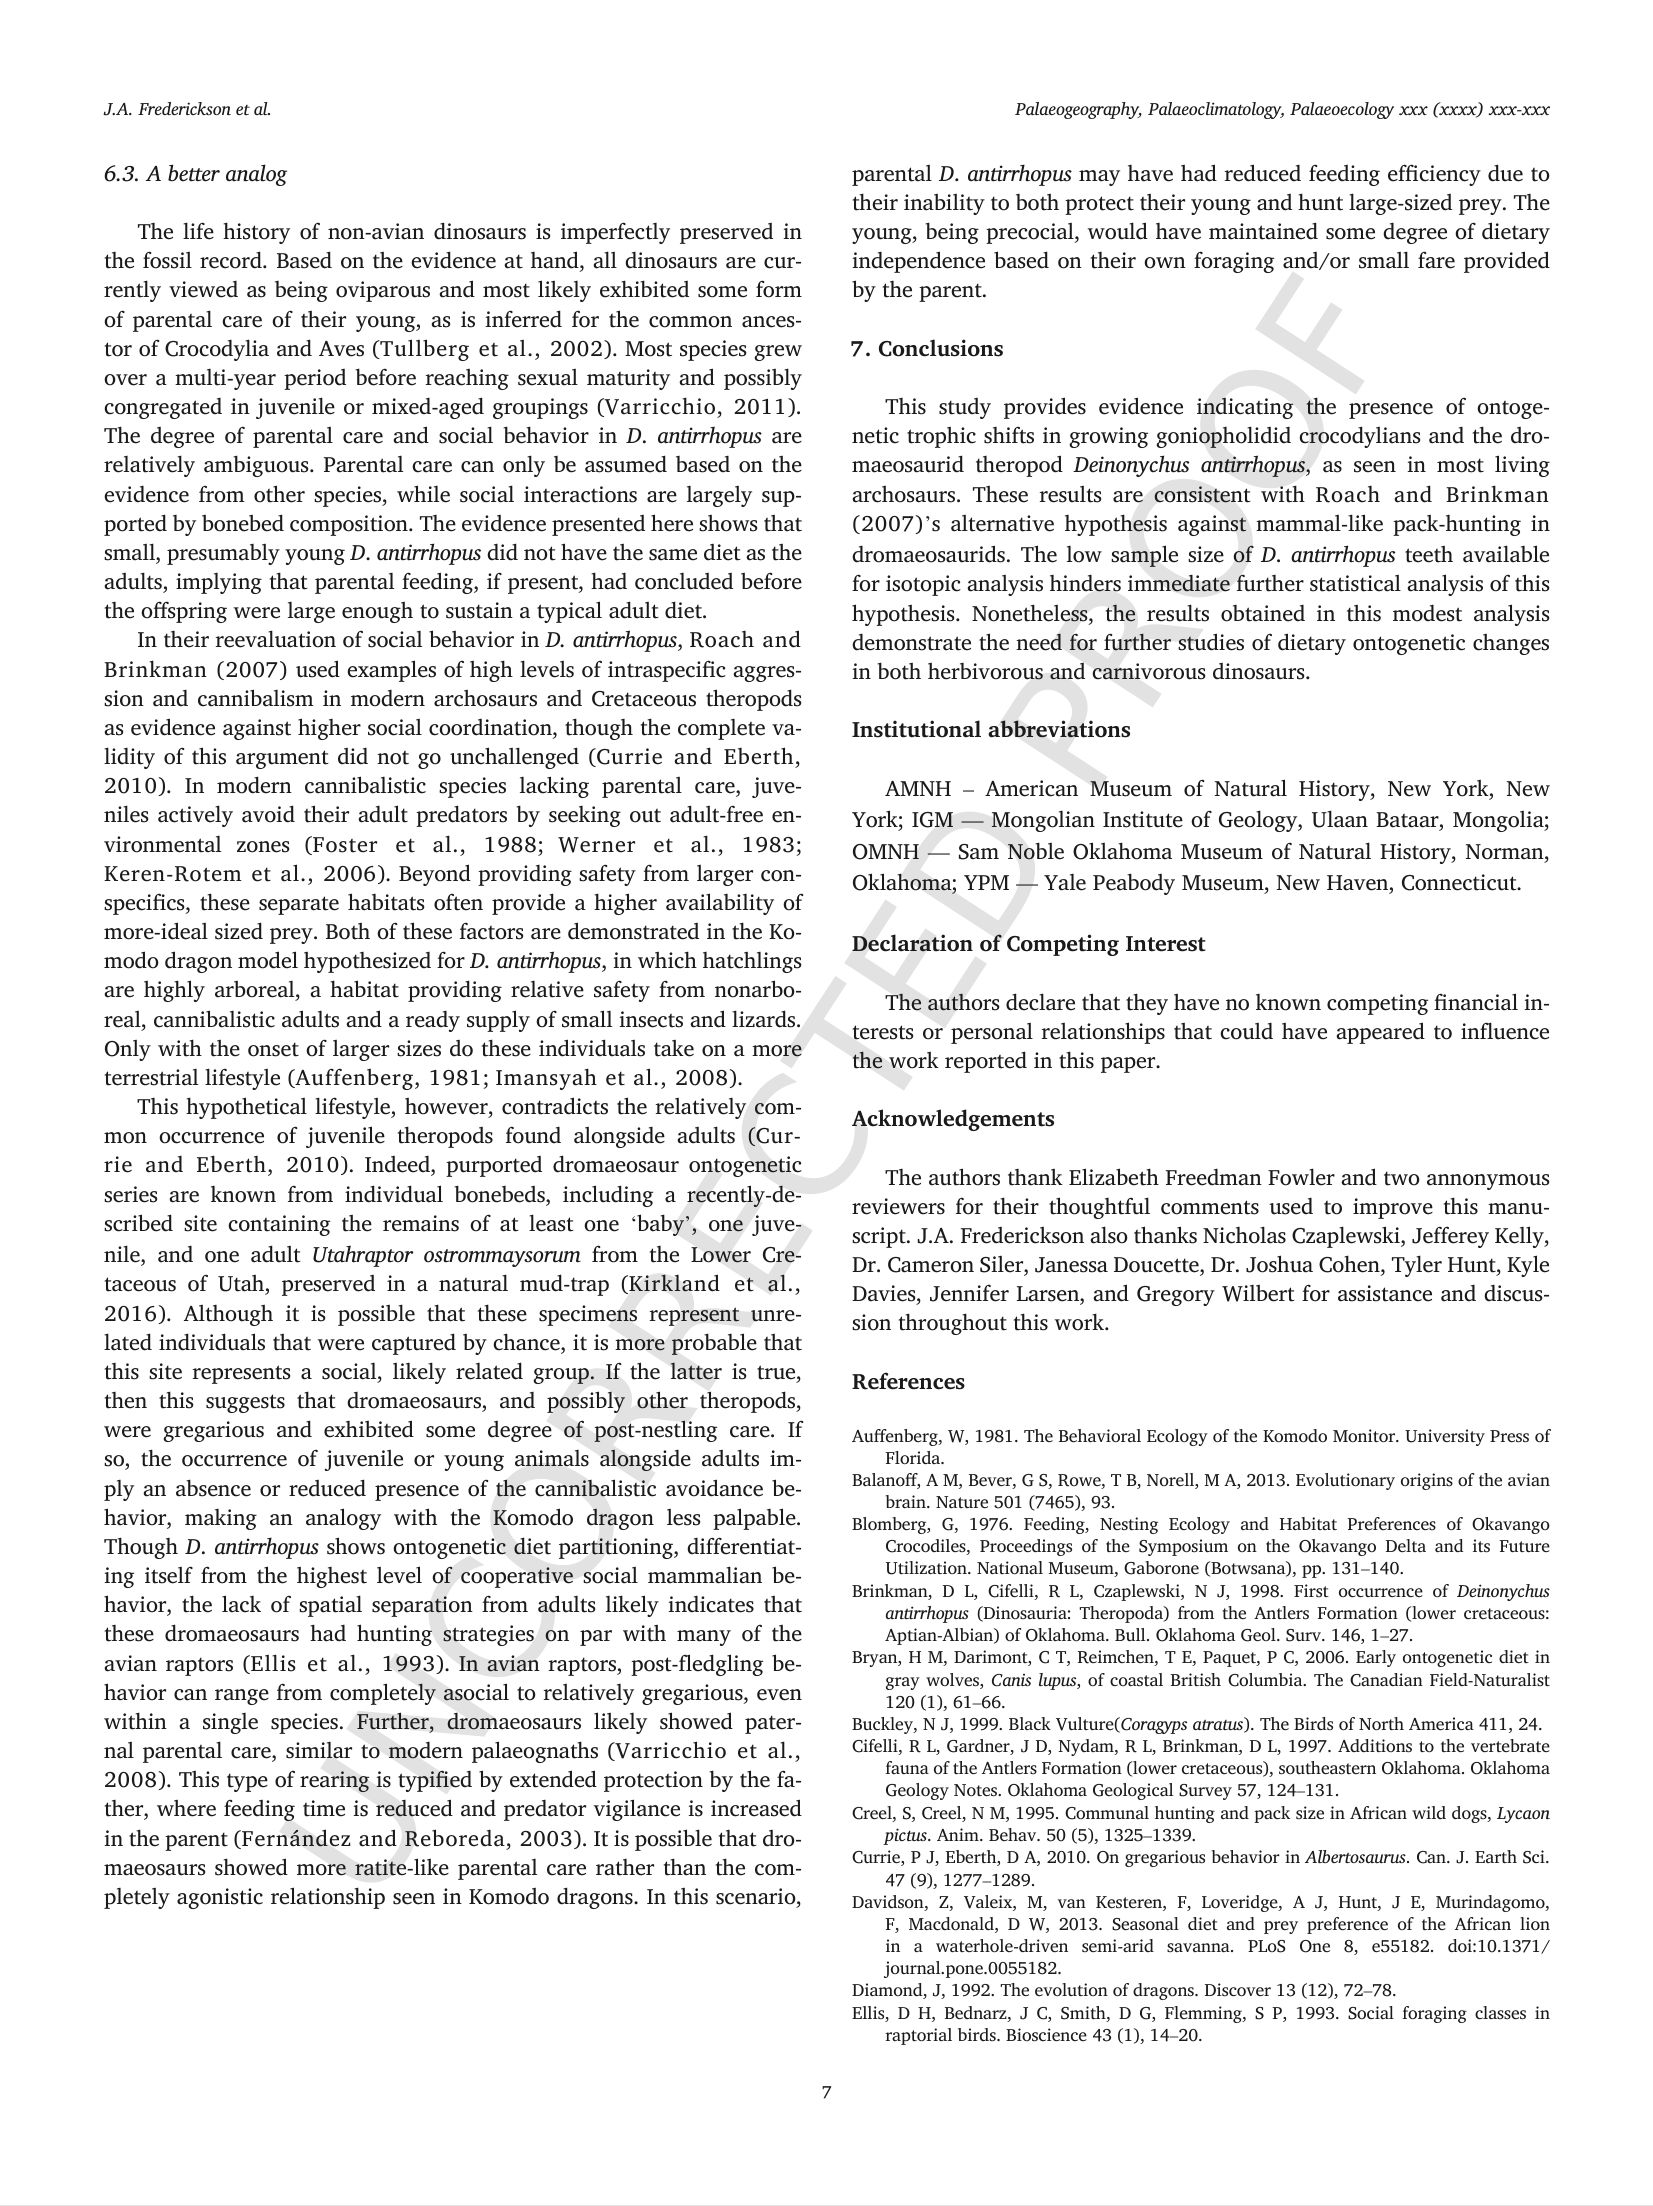 J.A. Frederickson et al.
Palaeogeography, Palaeoclimatology, Palaeoecology xxx (xxxx) xxx-xxx
6.3. A better analog
The life history of non-avian dinosaurs is imperfectly preserved in
the fossil record. Based on the evidence at hand, all dinosaurs are cur-
rently viewed as being oviparous and most likely exhibited some form
of parental care of their young, as is inferred for the common ances-
tor of Crocodylia and Aves (Tullberg et al., 2002). Most species grew
over a multi-year period before reaching sexual maturity and possibly
congregated in juvenile or mixed-aged groupings (Varricchio, 2011).
The degree of parental care and social behavior in D. antirrhopus are
relatively ambiguous. Parental care can only be assumed based on the
evidence from other species, while social interactions are largely sup-
ported by bonebed composition. The evidence presented here shows that
small, presumably young D. antirrhopus did not have the same diet as the
adults, implying that parental feeding, if present, had concluded before
the offspring were large enough to sustain a typical adult diet.
In their reevaluation of social behavior in D. antirrhopus, Roach and
Brinkman (2007) used examples of high levels of intraspecific aggres-
sion and cannibalism in modern archosaurs and Cretaceous theropods
as evidence against higher social coordination, though the complete va-
lidity of this argument did not go unchallenged (Currie and Eberth,
2010). In modern cannibalistic species lacking parental care, juve-
niles actively avoid their adult predators by seeking out adult-free en-
vironmental zones (Foster et al., 1988; Werner et al., 1983;
Keren-Rotem et al., 2006). Beyond providing safety from larger con-
specifics, these separate habitats often provide a higher availability of
more-ideal sized prey. Both of these factors are demonstrated in the Ko-
modo dragon model hypothesized for D. antirrhopus, in which hatchlings
are highly arboreal, a habitat providing relative safety from nonarbo-
real, cannibalistic adults and a ready supply of small insects and lizards.
Only with the onset of larger sizes do these individuals take on a more
terrestrial lifestyle (Auffenberg, 1981; Imansyah et al., 2008).
This hypothetical lifestyle, however, contradicts the relatively com-
mon occurrence of juvenile theropods found alongside adults (Cur-
rie and Eberth, 2010). Indeed, purported dromaeosaur ontogenetic
series are known from individual bonebeds, including a recently-de-
scribed site containing the remains of at least one ‘baby’, one juve-
nile, and one adult Utahraptor ostrommaysorum from the Lower Cre-
taceous of Utah, preserved in a natural mud-trap (Kirkland et al.,
2016). Although it is possible that these specimens represent unre-
lated individuals that were captured by chance, it is more probable that
this site represents a social, likely related group. If the latter is true,
then this suggests that dromaeosaurs, and possibly other theropods,
were gregarious and exhibited some degree of post-nestling care. If
so, the occurrence of juvenile or young animals alongside adults im-
ply an absence or reduced presence of the cannibalistic avoidance be-
havior, making an analogy with the Komodo dragon less palpable.
Though D. antirrhopus shows ontogenetic diet partitioning, differentiat-
ing itself from the highest level of cooperative social mammalian be-
havior, the lack of spatial separation from adults likely indicates that
these dromaeosaurs had hunting strategies on par with many of the
avian raptors (Ellis et al., 1993). In avian raptors, post-fledgling be-
havior can range from completely asocial to relatively gregarious, even
within a single species. Further, dromaeosaurs likely showed pater-
nal parental care, similar to modern palaeognaths (Varricchio et al.,
2008). This type of rearing is typified by extended protection by the fa-
ther, where feeding time is reduced and predator vigilance is increased
in the parent (Fernández and Reboreda, 2003). It is possible that dro-
maeosaurs showed more ratite-like parental care rather than the com-
pletely agonistic relationship seen in Komodo dragons. In this scenario,
parental D. antirrhopus may have had reduced feeding efficiency due to
their inability to both protect their young and hunt large-sized prey. The
young, being precocial, would have maintained some degree of dietary
independence based on their own foraging and/or small fare provided
by the parent.
7. Conclusions
This study provides evidence indicating the presence of ontoge-
netic trophic shifts in growing goniopholidid crocodylians and the dro-
maeosaurid theropod Deinonychus antirrhopus, as seen in most living
archosaurs. These results are consistent with Roach and Brinkman
(2007)’s alternative hypothesis against mammal-like pack-hunting in
dromaeosaurids. The low sample size of D. antirrhopus teeth available
for isotopic analysis hinders immediate further statistical analysis of this
hypothesis. Nonetheless, the results obtained in this modest analysis
demonstrate the need for further studies of dietary ontogenetic changes
in both herbivorous and carnivorous dinosaurs.
Institutional abbreviations
AMNH – American Museum of Natural History, New York, New
York; IGM — Mongolian Institute of Geology, Ulaan Bataar, Mongolia;
OMNH — Sam Noble Oklahoma Museum of Natural History, Norman,
Oklahoma; YPM — Yale Peabody Museum, New Haven, Connecticut.
Declaration of Competing Interest
The authors declare that they have no known competing financial in-
terests or personal relationships that could have appeared to influence
the work reported in this paper.
Acknowledgements
The authors thank Elizabeth Freedman Fowler and two annonymous
reviewers for their thoughtful comments used to improve this manu-
script. J.A. Frederickson also thanks Nicholas Czaplewski, Jefferey Kelly,
Dr. Cameron Siler, Janessa Doucette, Dr. Joshua Cohen, Tyler Hunt, Kyle
Davies, Jennifer Larsen, and Gregory Wilbert for assistance and discus-
sion throughout this work.
References
Auffenberg, W, 1981. The Behavioral Ecology of the Komodo Monitor. University Press of
Florida.
Balanoff, A M, Bever, G S, Rowe, T B, Norell, M A, 2013. Evolutionary origins of the avian
brain. Nature 501 (7465), 93.
Blomberg, G, 1976. Feeding, Nesting Ecology and Habitat Preferences of Okavango
Crocodiles, Proceedings of the Symposium on the Okavango Delta and its Future
Utilization. National Museum, Gaborone (Botwsana), pp. 131–140.
Brinkman, D L, Cifelli, R L, Czaplewski, N J, 1998. First occurrence of Deinonychus
antirrhopus (Dinosauria: Theropoda) from the Antlers Formation (lower cretaceous:
Aptian-Albian) of Oklahoma. Bull. Oklahoma Geol. Surv. 146, 1–27.
Bryan, H M, Darimont, C T, Reimchen, T E, Paquet, P C, 2006. Early ontogenetic diet in
gray wolves, Canis lupus, of coastal British Columbia. The Canadian Field-Naturalist
120 (1), 61–66.
Buckley, N J, 1999. Black Vulture(Coragyps atratus). The Birds of North America 411, 24.
Cifelli, R L, Gardner, J D, Nydam, R L, Brinkman, D L, 1997. Additions to the vertebrate
fauna of the Antlers Formation (lower cretaceous), southeastern Oklahoma. Oklahoma
Geology Notes. Oklahoma Geological Survey 57, 124–131.
Creel, S, Creel, N M, 1995. Communal hunting and pack size in African wild dogs, Lycaon
pictus. Anim. Behav. 50 (5), 1325–1339.
Currie, P J, Eberth, D A, 2010. On gregarious behavior in Albertosaurus. Can. J. Earth Sci.
47 (9), 1277–1289.
Davidson, Z, Valeix, M, van Kesteren, F, Loveridge, A J, Hunt, J E, Murindagomo,
F, Macdonald, D W, 2013. Seasonal diet and prey preference of the African lion
in a waterhole-driven semi-arid savanna. PLoS One 8, e55182. doi:10.1371/
journal.pone.0055182.
Diamond, J, 1992. The evolution of dragons. Discover 13 (12), 72–78.
Ellis, D H, Bednarz, J C, Smith, D G, Flemming, S P, 1993. Social foraging classes in
raptorial birds. Bioscience 43 (1), 14–20.
7
UNCORRECTED PROOF